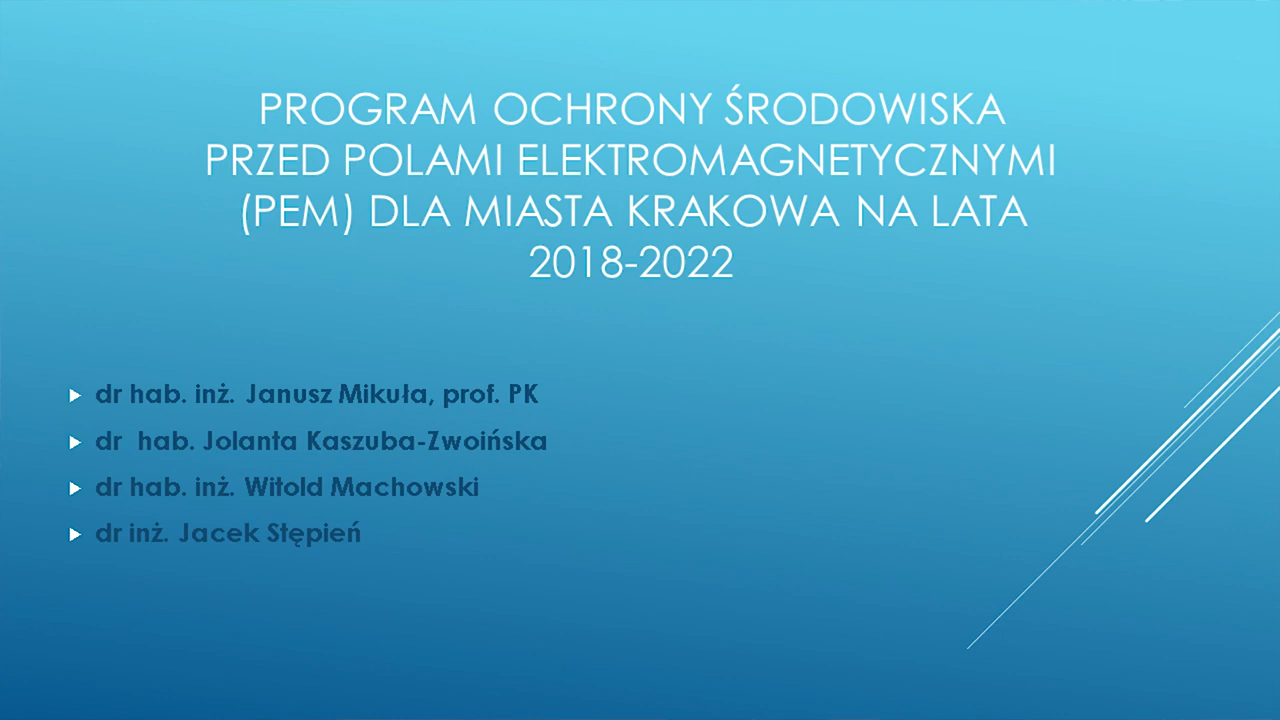 PROGRAM OCHRONY ŚRODOWISKA
PRZED POLAMI ELEKTROMAGNETYCZNYMI
(PEM) DLA MIASTA KRAKOWA NA LATA
2018-2022
dr hab. inż. Janusz Mikuła, prof. PK
dr hab. Jolanta Kaszuba-Zwoińska
dr hab. inż. Witold Machowski
dr inż. Jacek Stępień